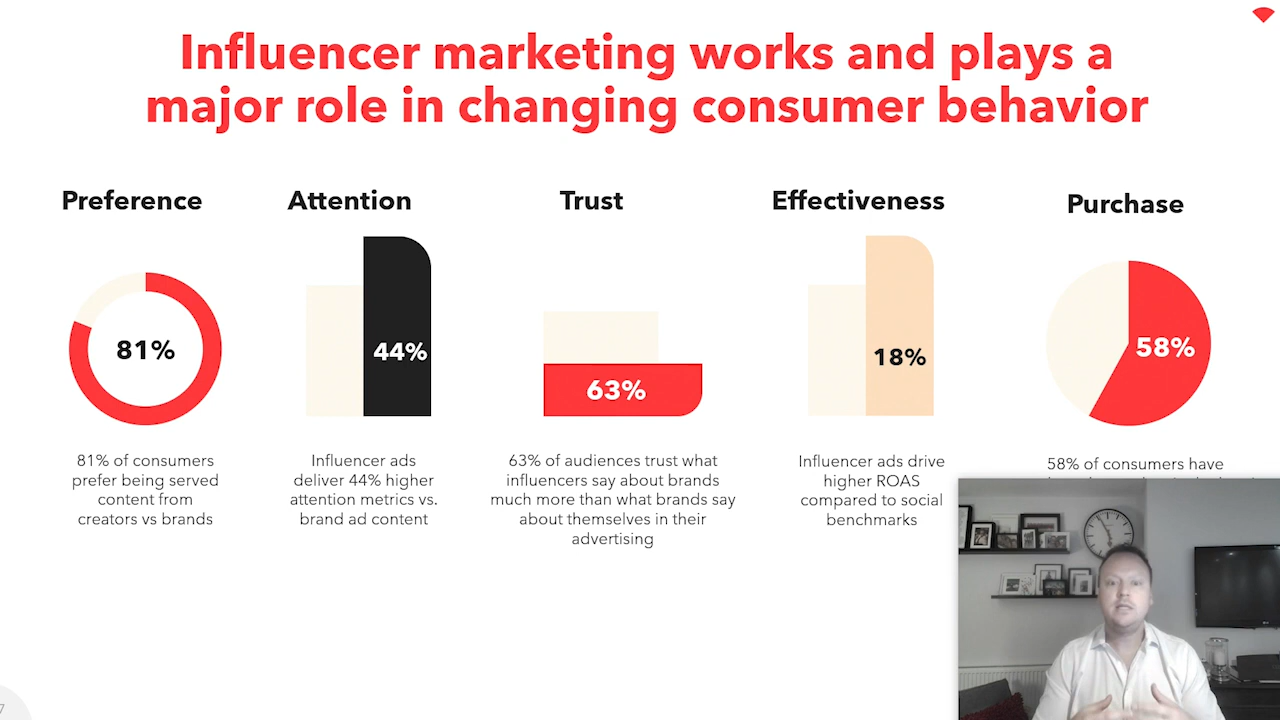 Influencer marketing works and plays a
major role in changing consumer behavior
Preference
81%
81% of consumers
prefer being served
content from
creators vs brands
Attention
44%
Influencer ads
deliver 44% higher
attention metrics vs.
brand ad content
Trust
63%
63% of audiences trust what
influencers say about brands
much more than what brands say
about themselves in their
advertising
Effectiveness
18%
Influencer ads drive
higher ROAS
compared to social
benchmarks
Purchase
58%
58% of consumers have
7